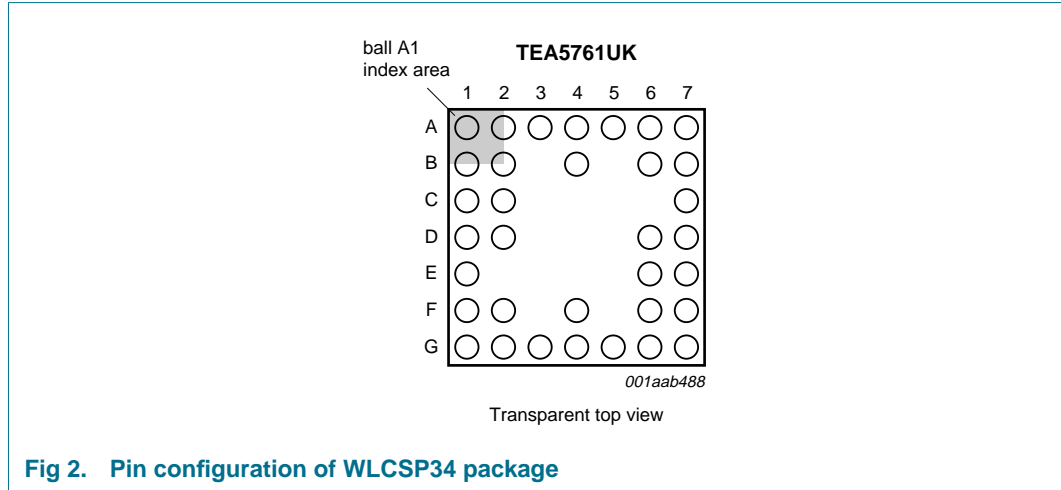 ball A1
index area
TEA5761UK
1 2 3 4 5 6 7
A
B
C
D
E
F
G
001aab488
Transparent top view
Fig 2. Pin configuration of WLCSP34 package